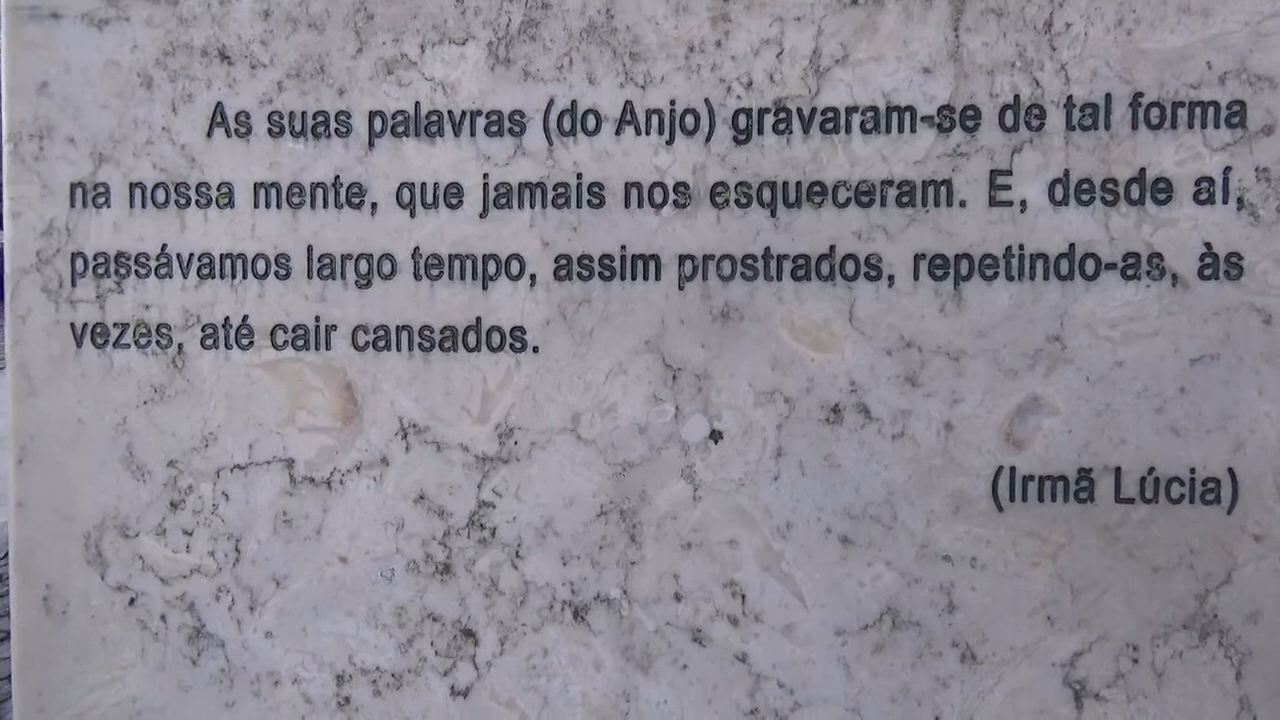 As suas palavras (do Anjo) gravaram-se de tal forma
na nossa mente, que jamais nos esqueceram. E, desde aí,
passávamos largo tempo, assim prostrados, repetindo-as, às
vezes, até cair cansados.
(Irmã Lúcia)